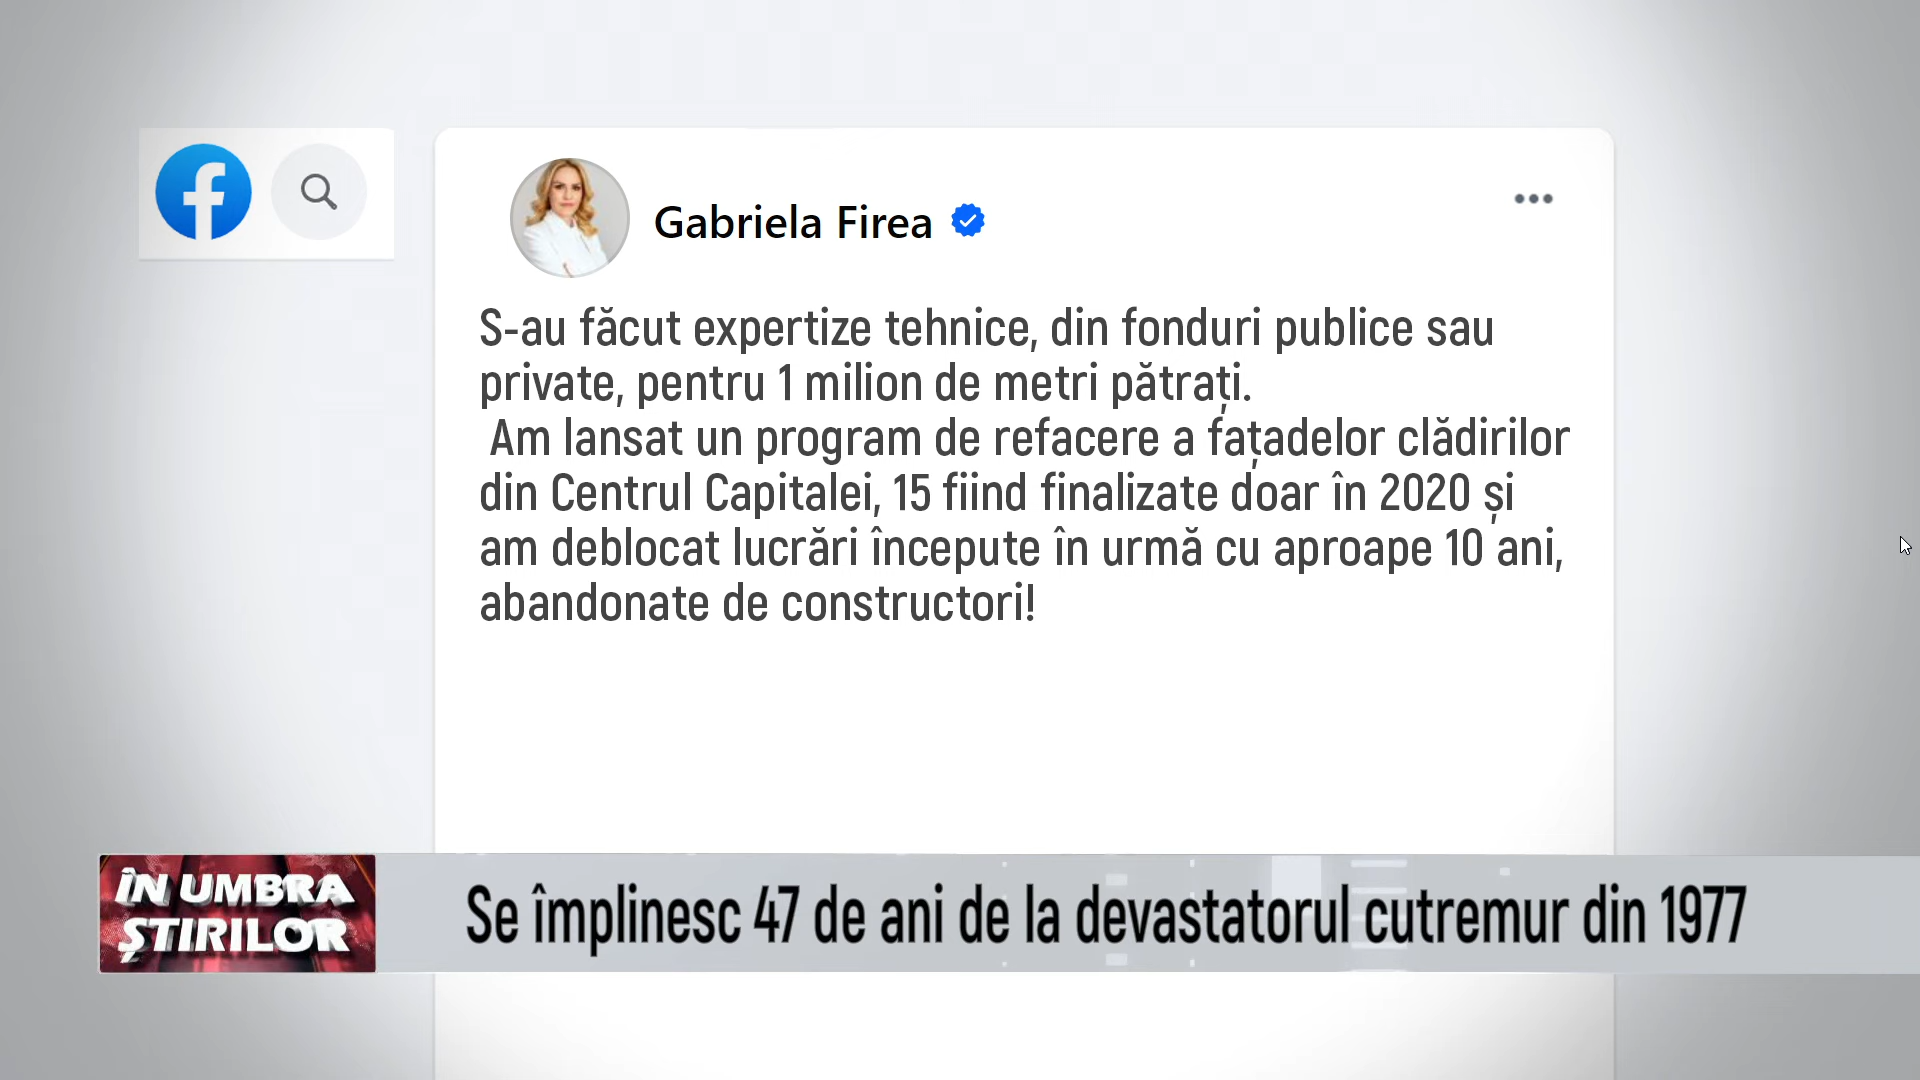 Gabriela Firea
S-au făcut expertize tehnice, din fonduri publice sau
private, pentru 1 milion de metri pătrați.
Am lansat un program de refacere a fațadelor clădirilor
din Centrul Capitalei, 15 fiind finalizate doar în 2020 și
am deblocat lucrări începute în urmă cu aproape 10 ani,
abandonate de constructori!
ÎN UMBRA
ȘTIRILOR
Se împlinesc 47 de ani de la devastatorul cutremur din 1977